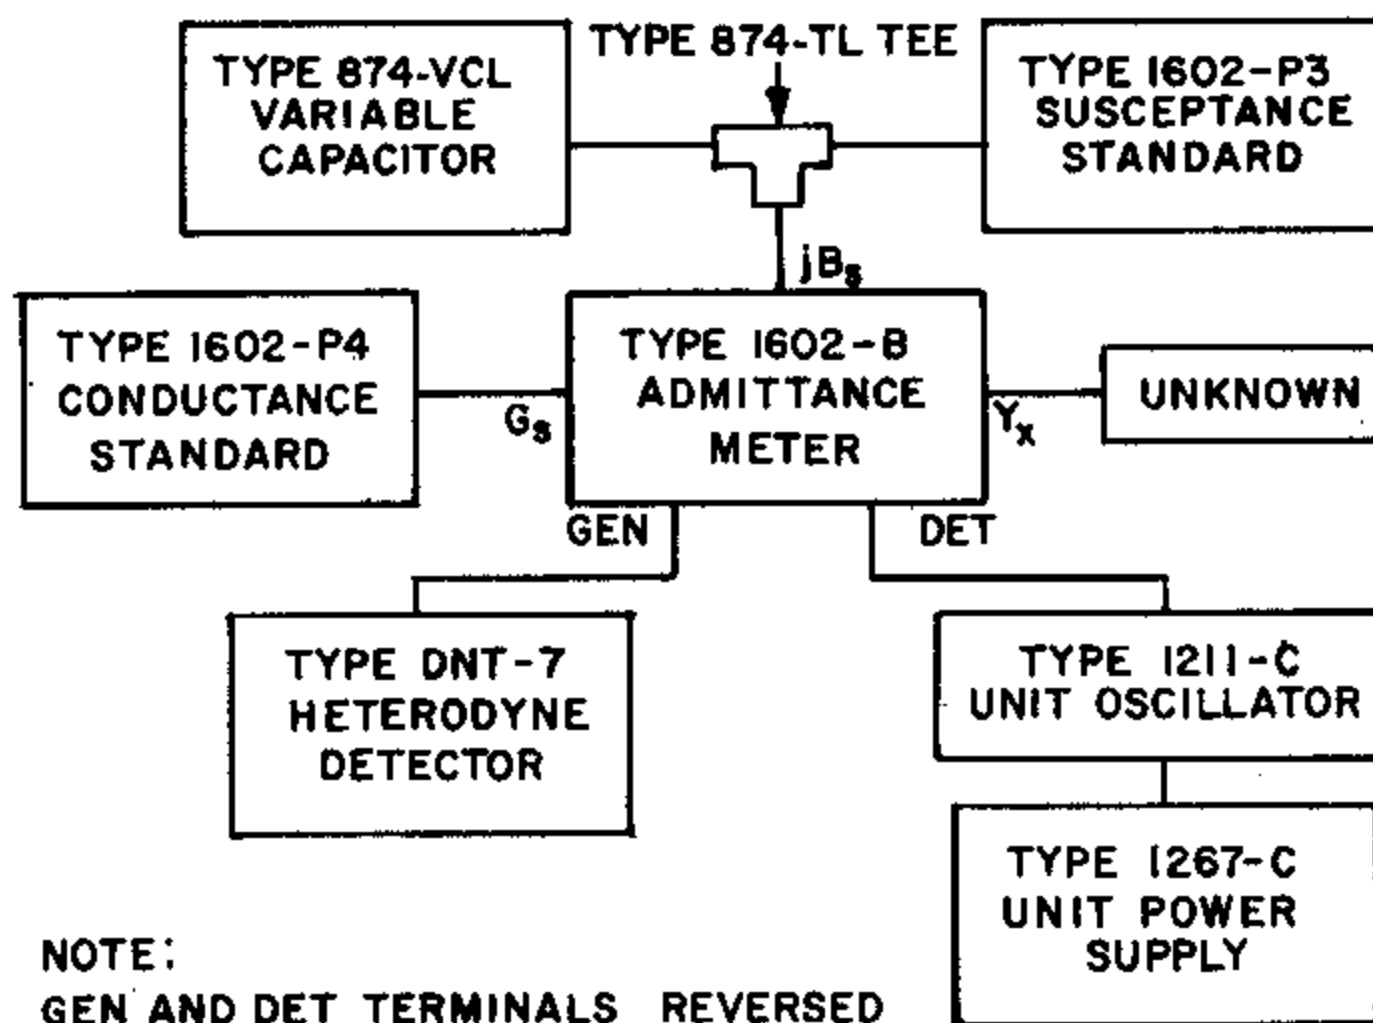 TYPE 874-VCL
VARIABLE
CAPACITOR
TYPE 874-TL TEE
TYPE 1602-P3
SUSCEPTANCE
STANDARD
jBs
TYPE 1602-P4
CONDUCTANCE
STANDARD
Gs
TYPE 1602-B
ADMITTANCE
METER
Yx
UNKNOWN
GEN
DET
TYPE DNT-7
HETERODYNE
DETECTOR
TYPE 1211-C
UNIT OSCILLATOR
TYPE 1267-C
UNIT POWER
SUPPLY
NOTE:
GEN AND DET TERMINALS REVERSED